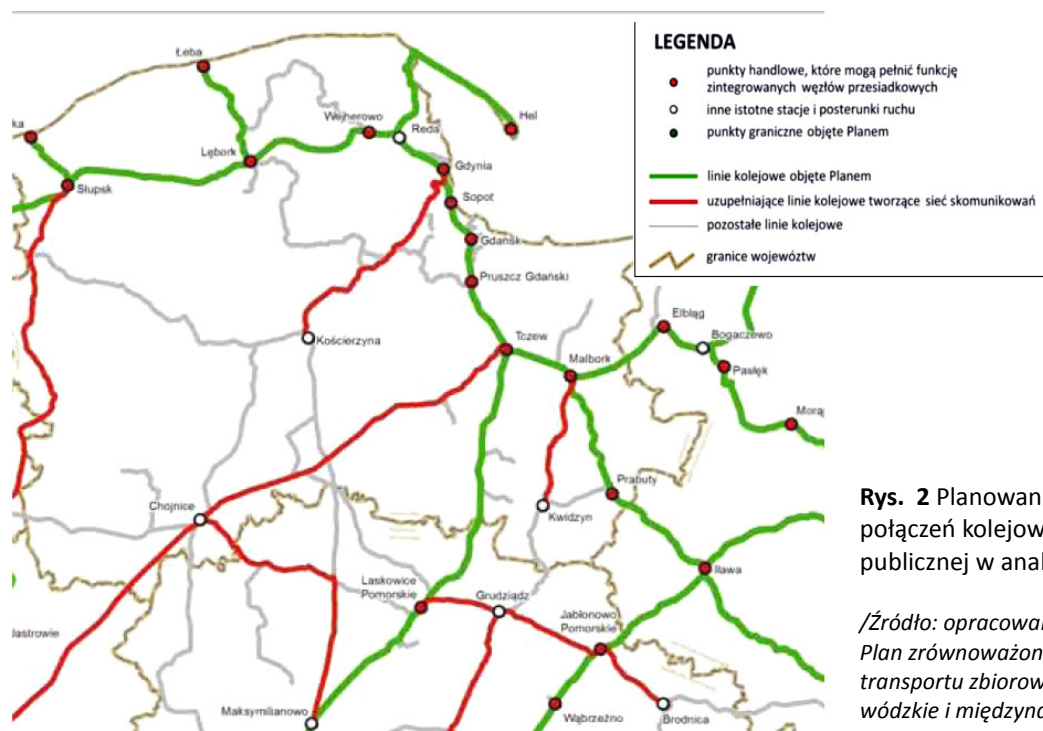 LEGENDA
punkty handlowe, które mogą pełnić funkcję
zintegrowanych węzłów przesiadkowych
inne istotne stacje i posterunki ruchu
punkty graniczne objęte Planem
linie kolejowe objęte Planem
uzupełniające linie kolejowe tworzące sieć skomunikowań
pozostałe linie kolejowe
granice województw
Łeba
ka
Wejherowo
Reda
Hel
Lębork
Gdynia
Słupsk
Sopot
Gdańsk
Pruszcz Gdański
Elbląg
Kościerzyna
Tczew
Bogaczewo
Malbork
Pasłęk
Morąg
Prabuty
Chojnice
Kwidzyn
Iława
Laskowice
Pomorskie
Grudziądz
Jabłonowo
Pomorskie
Jastrowie
Maksymilianowo
Wąbrzeźno
Brodnica
Rys. 2 Planowan
połączeń kolejow
publicznej w anal
/Źródło: opracowan
Plan zrównoważon
transportu zbiorow
wódzkie i międzyna